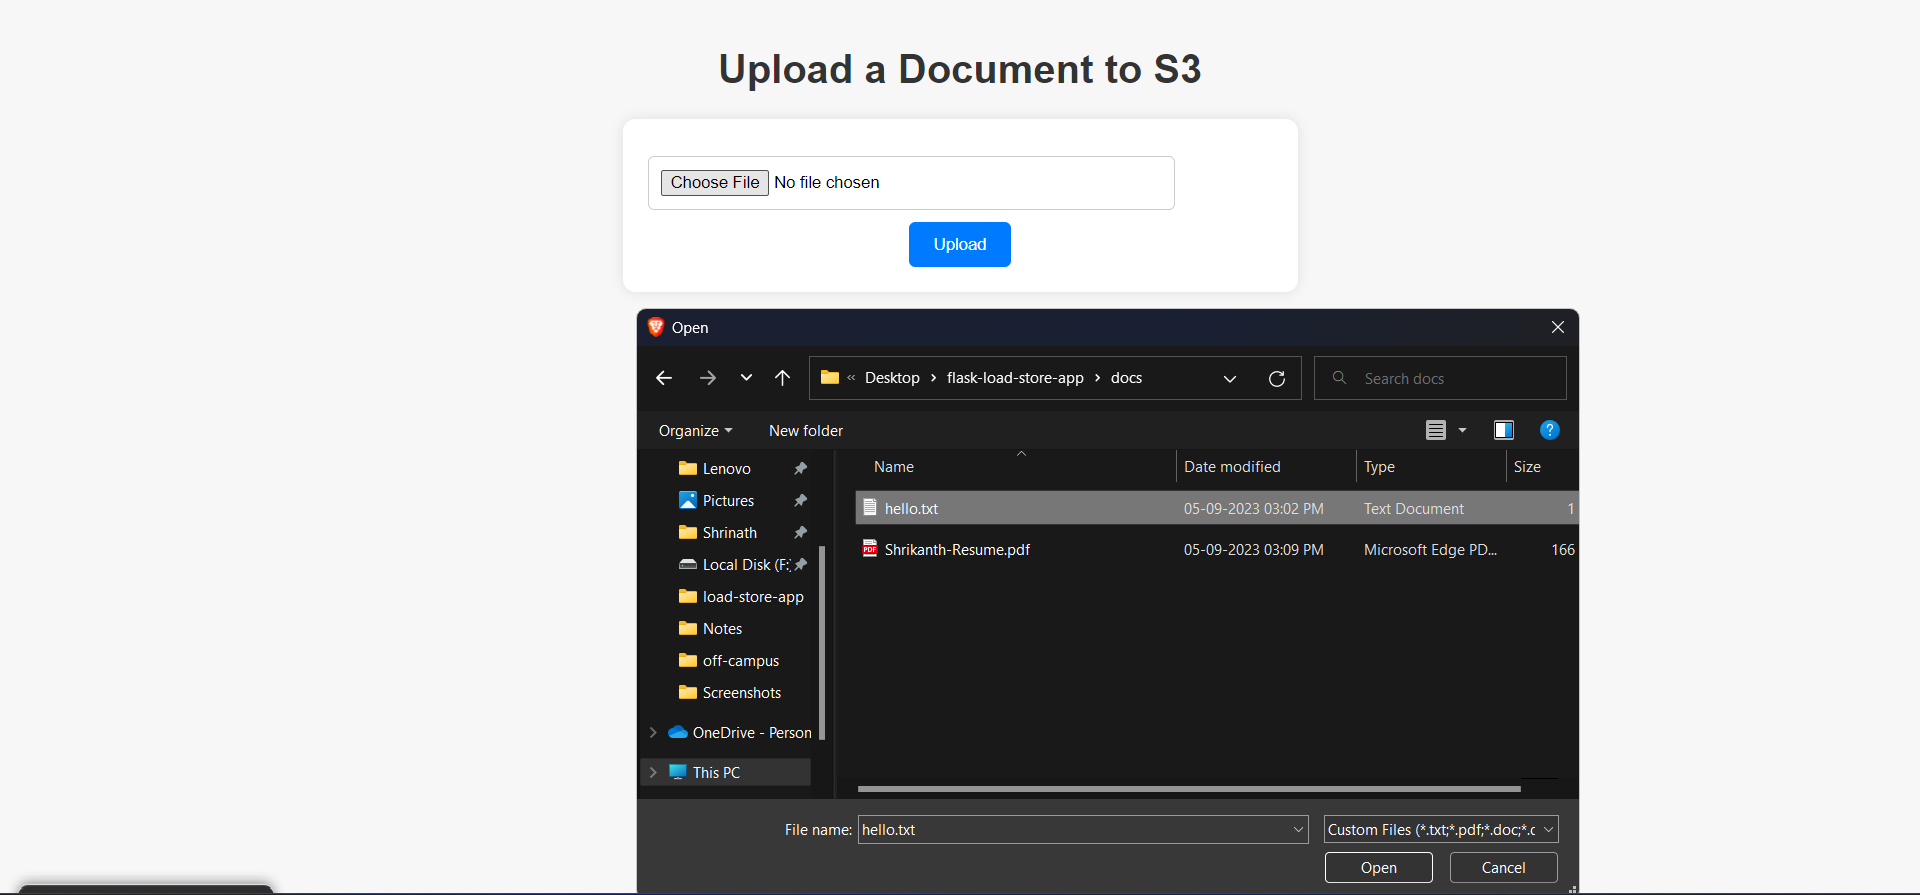 Upload a Document to S3
Choose File No file chosen
Upload
Open
« Desktop › flask-load-store-app › docs
Search docs
Organize
New folder
?
Name Date modified Type Size
hello.txt 05-09-2023 03:02 PM Text Document 1
PDF Shrikanth-Resume.pdf 05-09-2023 03:09 PM Microsoft Edge PD... 166
Lenovo
Pictures
Shrinath
Local Disk (F:)
load-store-app
Notes
off-campus
Screenshots
OneDrive - Person
This PC
File name: hello.txt
Custom Files (*.txt;*.pdf;*.doc;*.c
Open Cancel